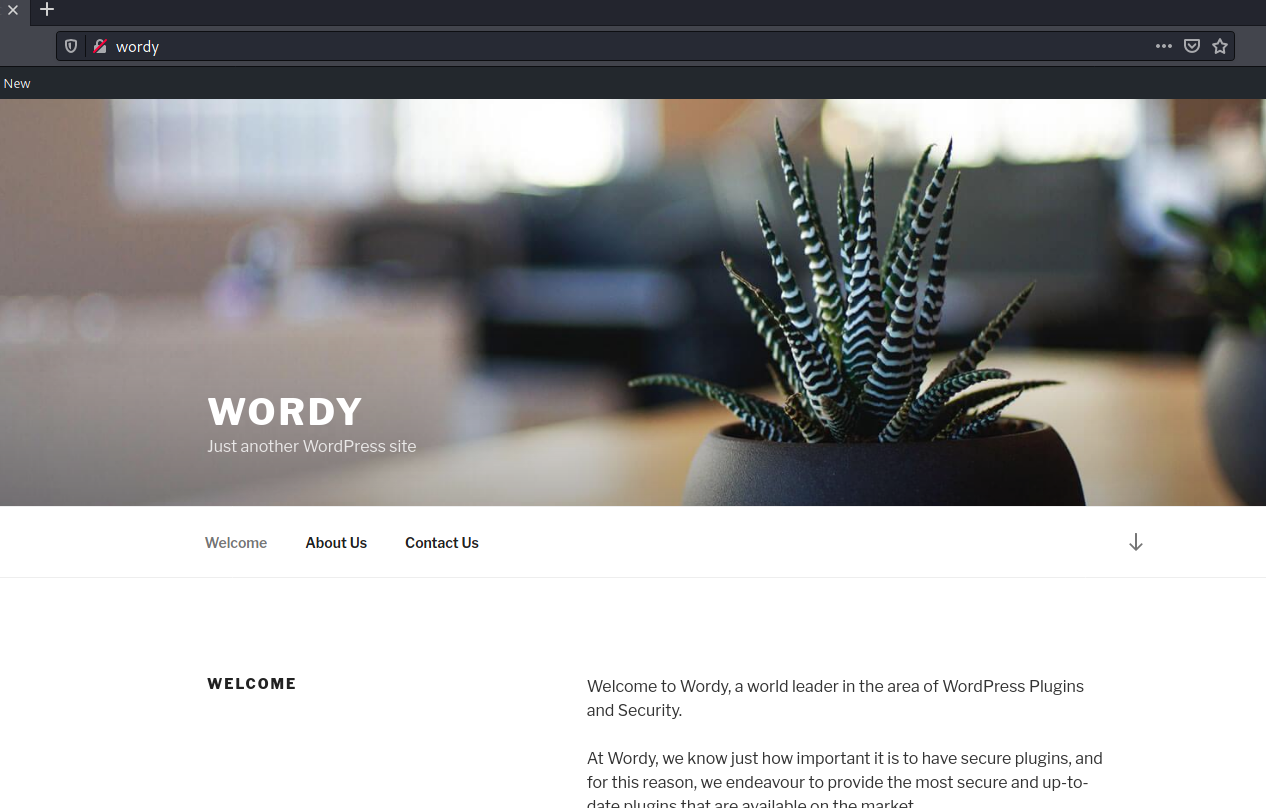 wordy
New
WORDY
Just another WordPress site
Welcome
About Us
Contact Us
WELCOME
Welcome to Wordy, a world leader in the area of WordPress Plugins
and Security.
At Wordy, we know just how important it is to have secure plugins, and
for this reason, we endeavour to provide the most secure and up-to-
date plugins that are available on the market.